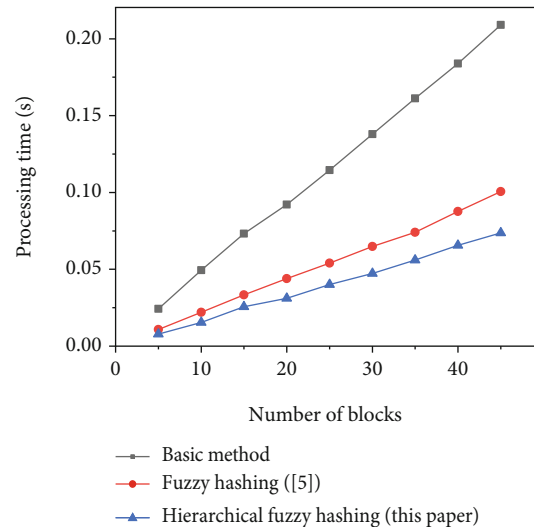 0.20
0.15
0.10
0.05
0.00
Processing time (s)
0 10 20 30 40
Number of blocks
Basic method
Fuzzy hashing ([5])
Hierarchical fuzzy hashing (this paper)